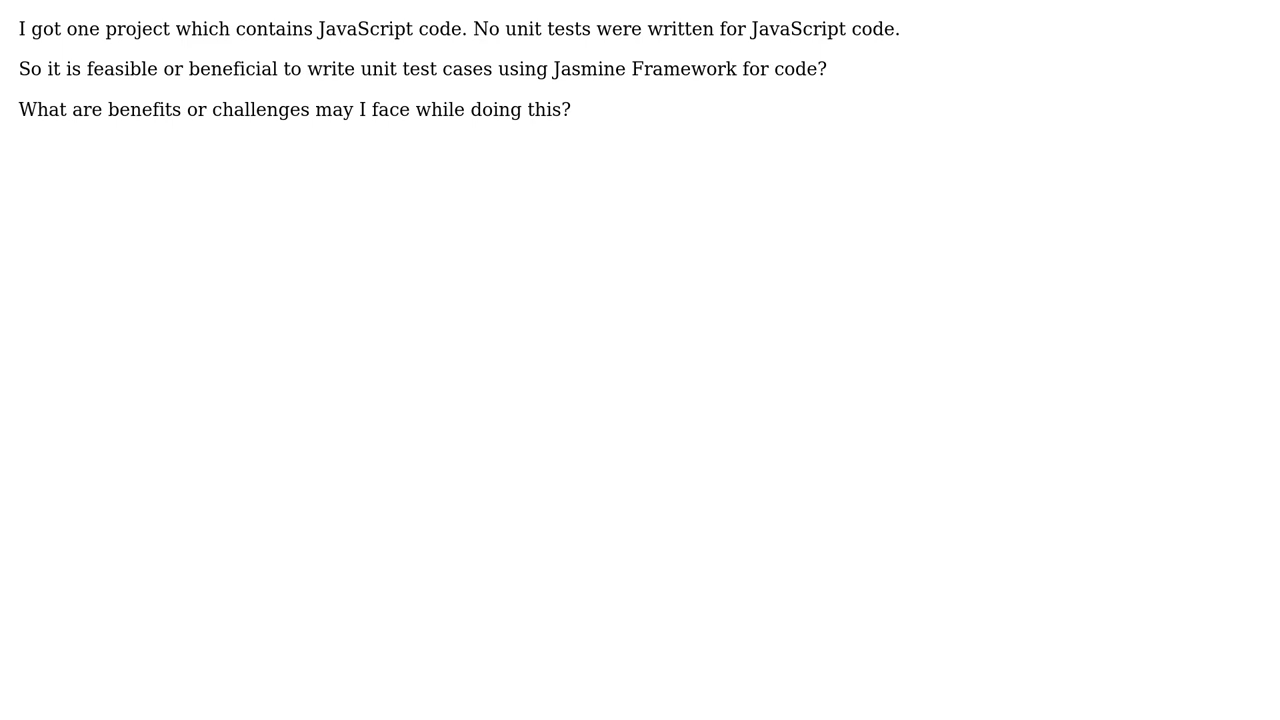 I got one project which contains JavaScript code. No unit tests were written for JavaScript code.
So it is feasible or beneficial to write unit test cases using Jasmine Framework for code?
What are benefits or challenges may I face while doing this?